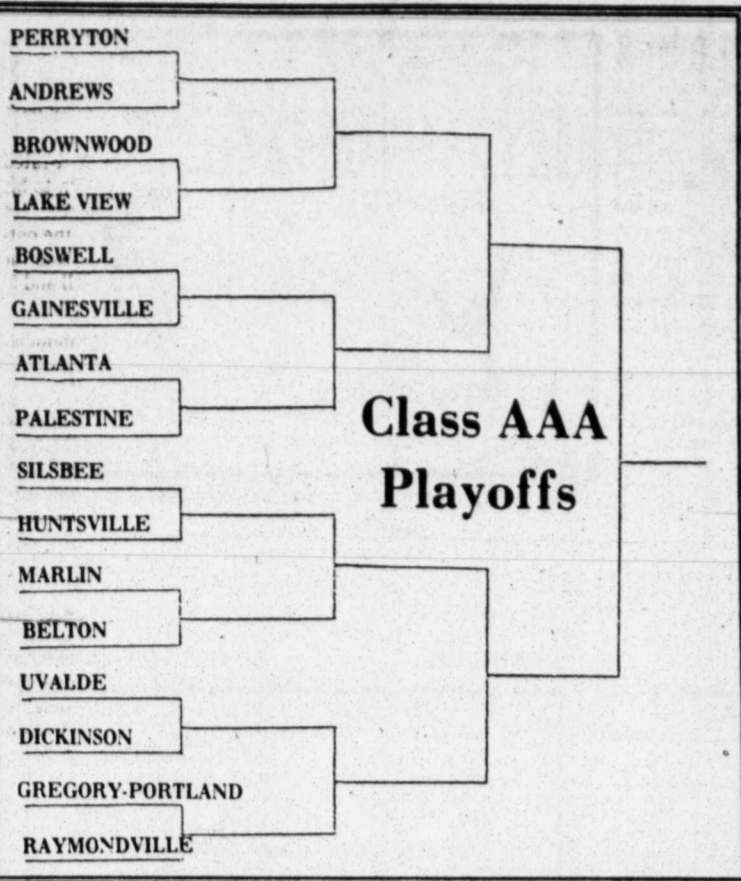 PERRYTON
ANDREWS
BROWNWOOD
LAKE VIEW
BOSWELL
GAINESVILLE
ATLANTA
PALESTINE
Class AAA
Playoffs
SILSBEE
HUNTSVILLE
MARLIN
BELTON
UVALDE
DICKINSON
GREGORY-PORTLAND
RAYMONDVILLE